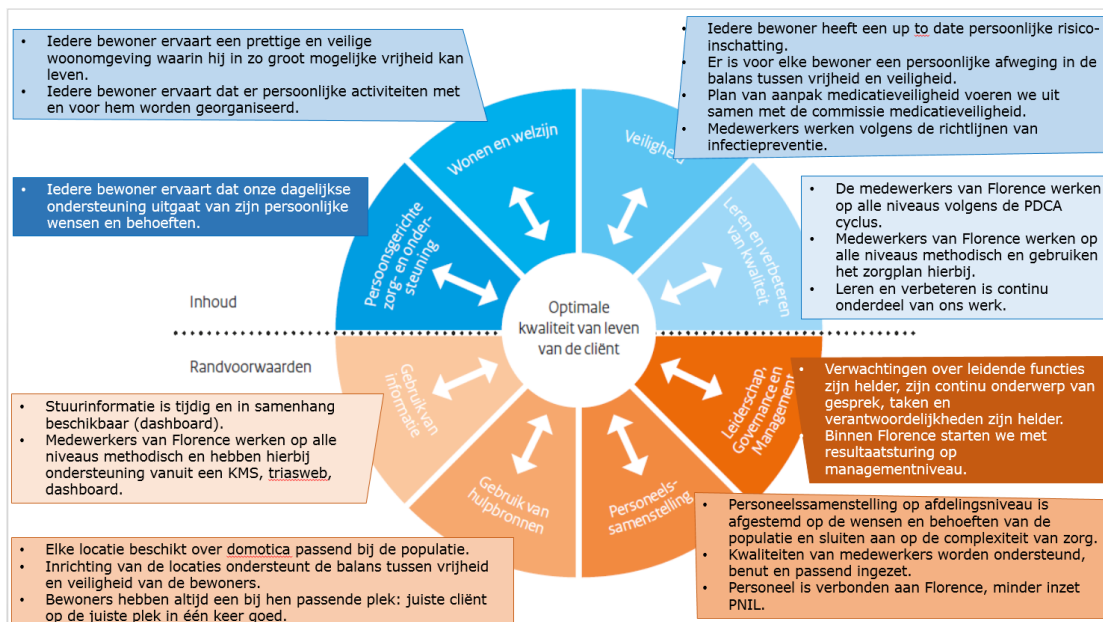 • Iedere bewoner ervaart een prettige en veilige
woonomgeving waarin hij in zo groot mogelijke vrijheid kan
leven.
• Iedere bewoner ervaart dat er persoonlijke activiteiten met
en voor hem worden georganiseerd.
• Iedere bewoner heeft een up to date persoonlijke risico-
inschatting.
• Er is voor elke bewoner een persoonlijke afweging in de
balans tussen vrijheid en veiligheid.
• Plan van aanpak medicatieveiligheid voeren we uit
samen met de commissie medicatieveiligheid.
• Medewerkers werken volgens de richtlijnen van
infectiepreventie.
Wonen en welzijn
Veiligheid
• Iedere bewoner ervaart dat onze dagelijkse
ondersteuning uitgaat van zijn persoonlijke
wensen en behoeften.
Persoonsgerichte
zorg- en onder-
steuning
Leren en verbeteren
van kwaliteit
• De medewerkers van Florence werken
op alle niveaus volgens de PDCA
cyclus.
• Medewerkers van Florence werken op
alle niveaus methodisch en gebruiken
het zorgplan hierbij.
• Leren en verbeteren is continu
onderdeel van ons werk.
Inhoud
Optimale
kwaliteit van leven
van de cliënt
Randvoorwaarden
Gebruik van
informatie
Leiderschap,
Governance en
Management
• Verwachtingen over leidende functies
zijn helder, zijn continu onderwerp van
gesprek, taken en
verantwoordelijkheden zijn helder.
• Binnen Florence starten we met
resultaatsturing op
managementniveau.
• Stuurinformatie is tijdig en in samenhang
beschikbaar (dashboard).
• Medewerkers van Florence werken op alle
niveaus methodisch en hebben hierbij
ondersteuning vanuit een KMS, triasweb,
dashboard.
Gebruik van
hulpbronnen
Personeels-
samenstelling
• Personeelssamenstelling op afdelingsniveau is
afgestemd op de wensen en behoeften van de
populatie en sluiten aan op de complexiteit van zorg.
• Kwaliteiten van medewerkers worden ondersteund,
benut en passend ingezet.
• Personeel is verbonden aan Florence, minder inzet
PNIL.
• Elke locatie beschikt over domotica passend bij de populatie.
• Inrichting van de locaties ondersteunt de balans tussen vrijheid
en veiligheid van de bewoners.
• Bewoners hebben altijd een bij hen passende plek: juiste cliënt
op de juiste plek in één keer goed.